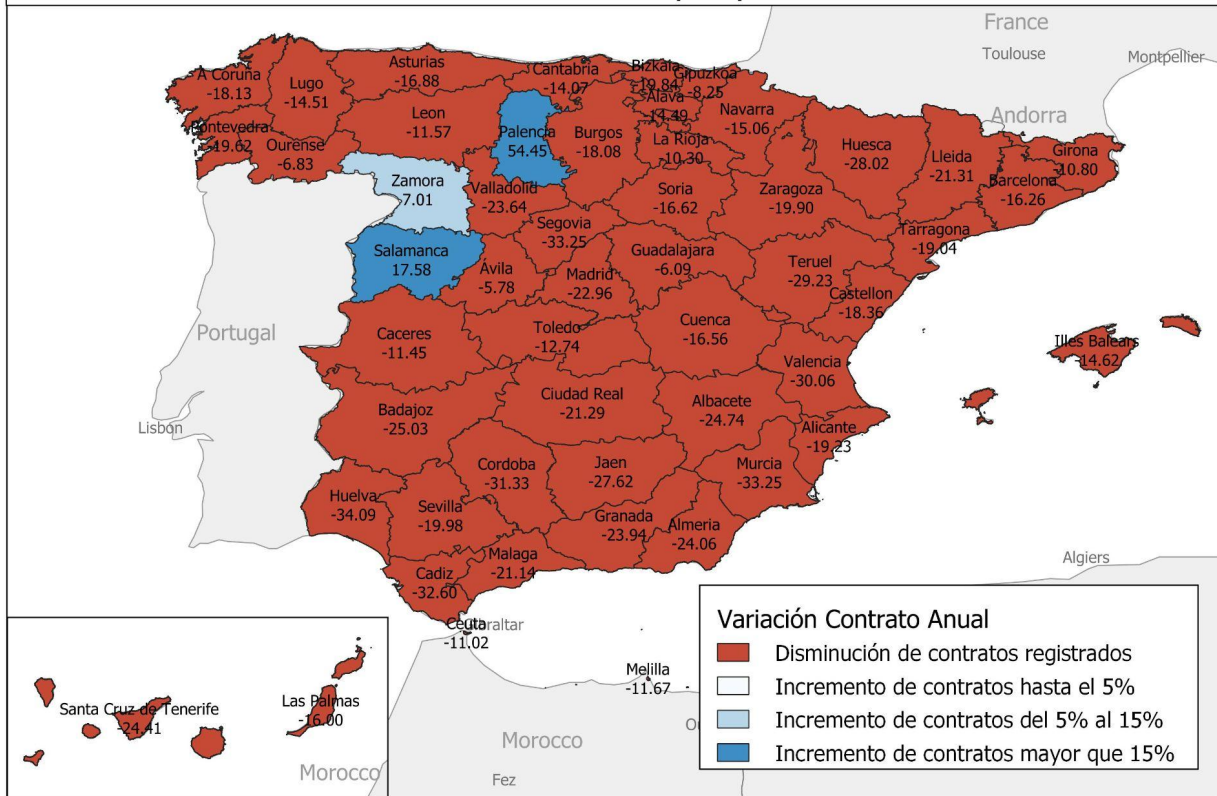 France
Toulouse
Montpellier
Andorra
A Coruña
-18.13
Lugo
-14.51
Asturias
-16.88
Cantabria
-14.07
Bizkaia
-19.84
Gipuzkoa
-8.25
Alava
-14.49
Navarra
-15.06
Pontevedra
-19.62
Ourense
-6.83
Leon
-11.57
Palencia
54.45
Burgos
-18.08
La Rioja
-10.30
Huesca
-28.02
Lleida
-21.31
Girona
-10.80
Barcelona
-16.26
Zamora
7.01
Valladolid
-23.64
Soria
-16.62
Zaragoza
-19.90
Tarragona
-19.04
Salamanca
17.58
Ávila
-5.78
Segovia
-33.25
Madrid
-22.96
Guadalajara
-6.09
Teruel
-29.23
Castellon
-18.36
Portugal
Caceres
-11.45
Toledo
-12.74
Cuenca
-16.56
Valencia
-30.06
Illes Balears
-14.62
Lisbon
Badajoz
-25.03
Ciudad Real
-21.29
Albacete
-24.74
Alicante
-19.23
Cordoba
-31.33
Jaen
-27.62
Murcia
-33.25
Huelva
-34.09
Sevilla
-19.98
Granada
-23.94
Almeria
-24.06
Cadiz
-32.60
Malaga
-21.14
Algiers
Ceuta
-11.02
Gibraltar
Melilla
-11.67
Morocco
Fez
Santa Cruz de Tenerife
-24.41
Las Palmas
-16.00
Morocco
Variación Contrato Anual
Disminución de contratos registrados
Incremento de contratos hasta el 5%
Incremento de contratos del 5% al 15%
Incremento de contratos mayor que 15%